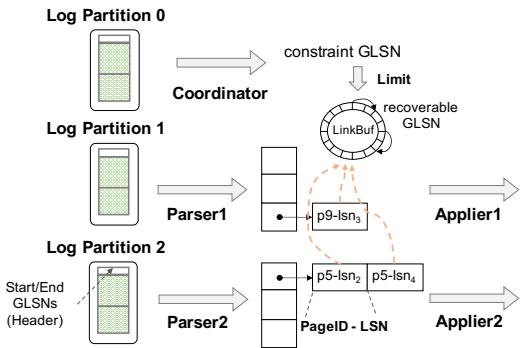 Log Partition 0
constraint GLSN
Coordinator
Limit
recoverable
GLSN
LinkBuf
Log Partition 1
Parser1
p9-lsn3
Applier1
Log Partition 2
Start/End
GLSNs
(Header)
p5-lsn2
p5-lsn4
Parser2
PageID - LSN
Applier2